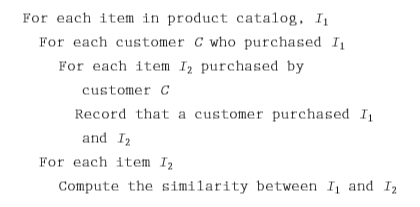 For each item in product catalog, I₁
For each customer C who purchased I₁
For each item I₂ purchased by
customer C
Record that a customer purchased I₁
and I₂
For each item I₂
Compute the similarity between I₁ and I₂